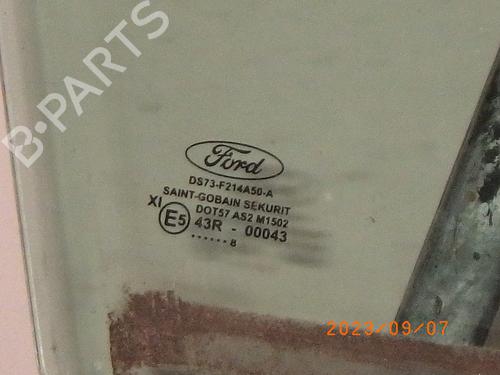 B-PARTS
Ford
DS73-F214A50-A
SAINT-GOBAIN SEKURIT
DOT57 AS2 M1502
XI E5 43R - 00043
......8
2023/09/07